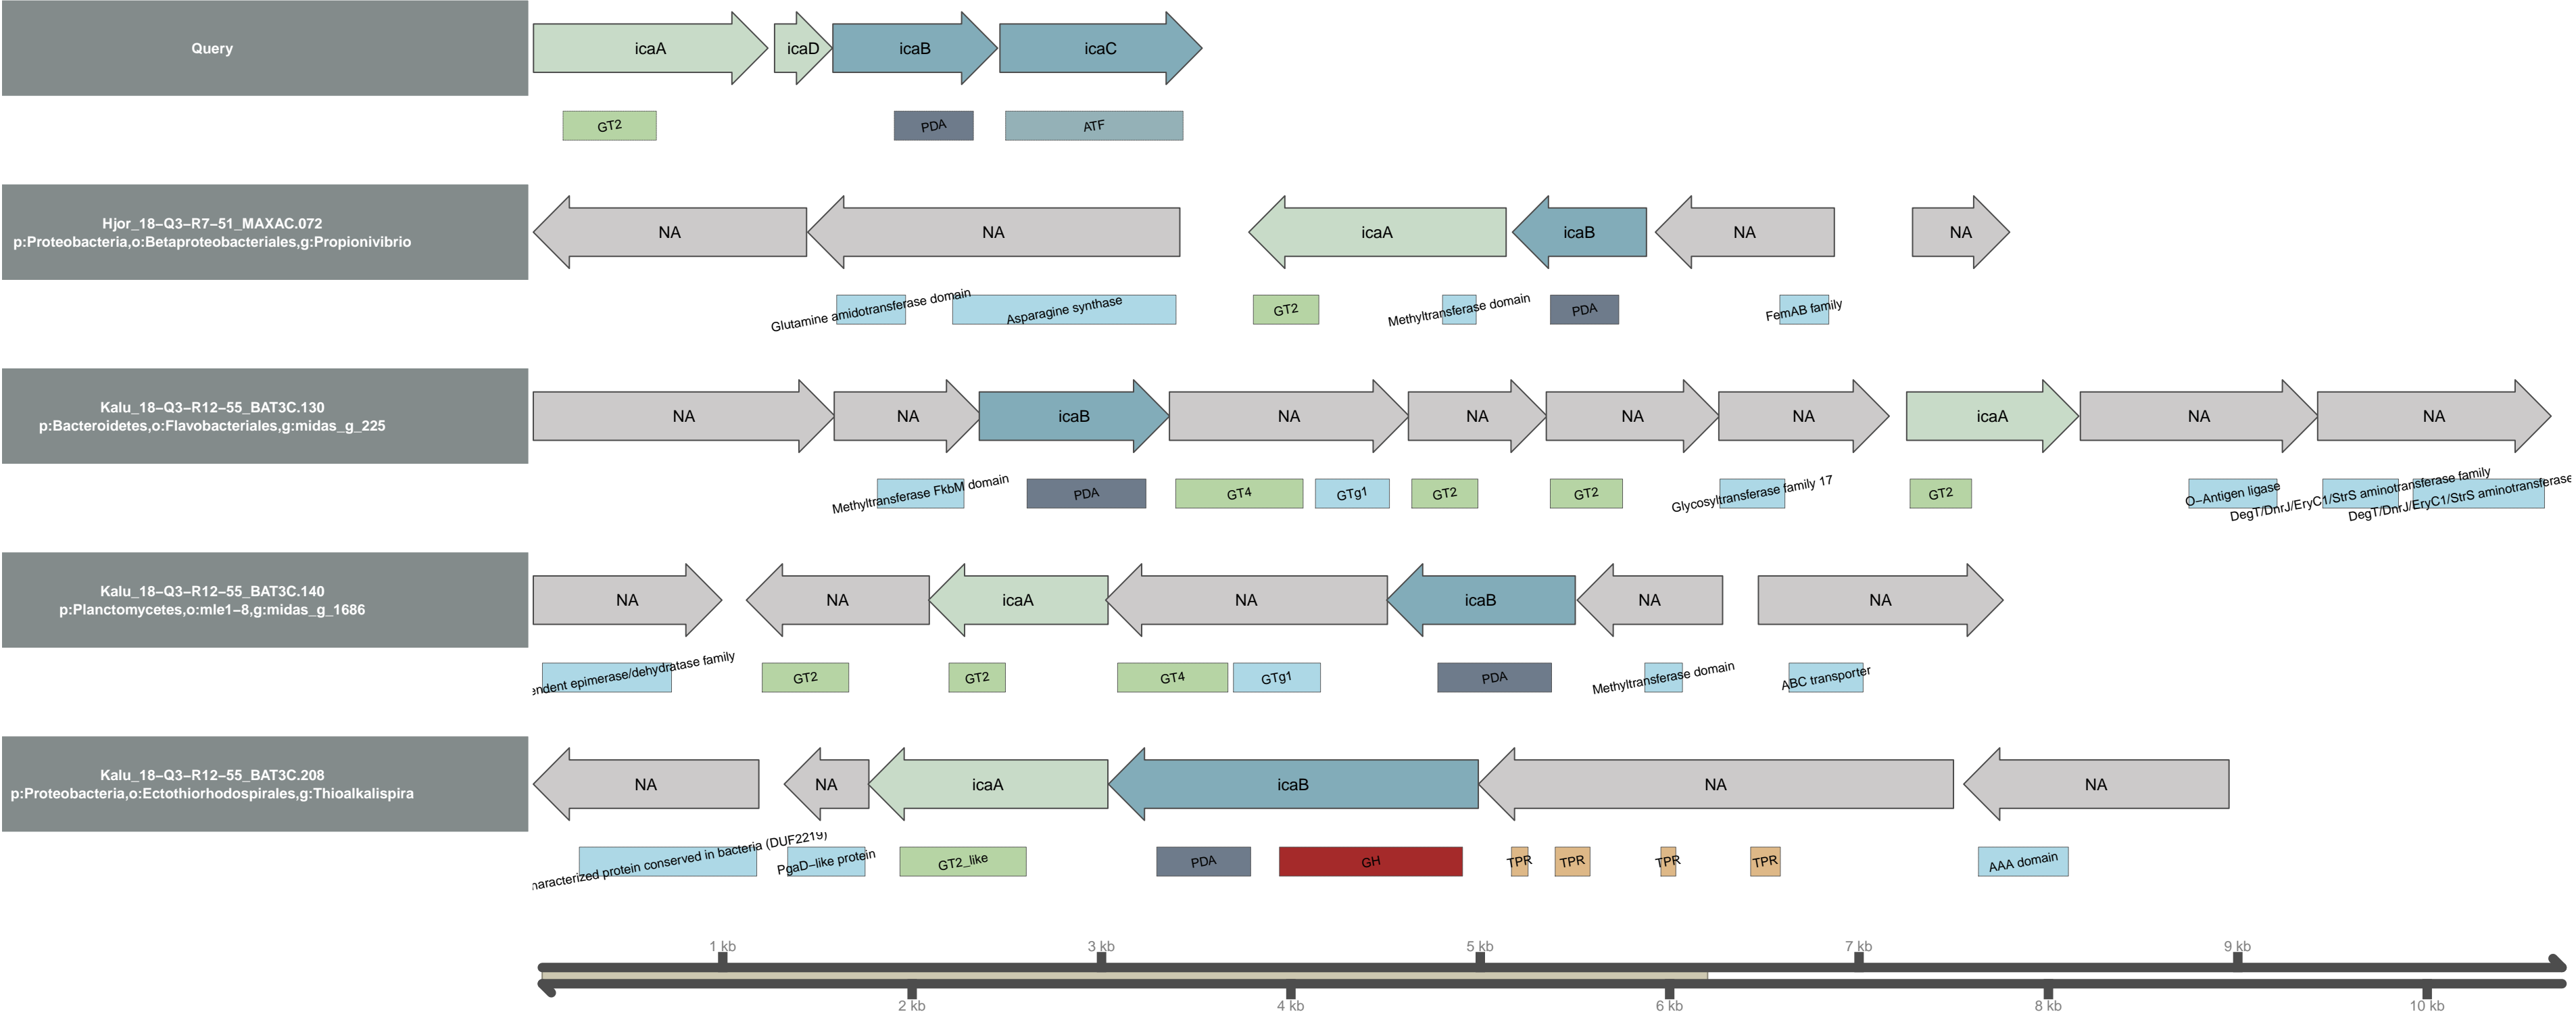 Query
icaA
icaD
icaB
icaC
GT2
PDA
ATF
Hjor_18−Q3−R7−51_MAXAC.072
p:Proteobacteria,o:Betaproteobacteriales,g:Propionivibrio
NA
NA
icaA
icaB
NA
NA
Glutamine amidotransferase domain
Asparagine synthase
GT2
Methyltransferase domain
PDA
FemAB family
Kalu_18−Q3−R12−55_BAT3C.130
p:Bacteroidetes,o:Flavobacteriales,g:midas_g_225
NA
NA
icaB
NA
NA
NA
NA
icaA
NA
NA
Methyltransferase FkbM domain
PDA
GT4
GTg1
GT2
GT2
Glycosyltransferase family 17
GT2
O−Antigen ligase
DegT/DnrJ/EryC1/StrS aminotransferase family
DegT/DnrJ/EryC1/StrS aminotransferase
Kalu_18−Q3−R12−55_BAT3C.140
p:Planctomycetes,o:mle1−8,g:midas_g_1686
NA
NA
icaA
NA
icaB
NA
NA
endent epimerase/dehydratase family
GT2
GT2
GT4
GTg1
PDA
Methyltransferase domain
ABC transporter
Kalu_18−Q3−R12−55_BAT3C.208
p:Proteobacteria,o:Ectothiorhodospirales,g:Thioalkalispira
NA
NA
icaA
icaB
NA
NA
haracterized protein conserved in bacteria (DUF2219)
PgaD−like protein
GT2_like
PDA
GH
TPR
TPR
TPR
TPR
AAA domain
1 kb
3 kb
5 kb
7 kb
9 kb
2 kb
4 kb
6 kb
8 kb
10 kb